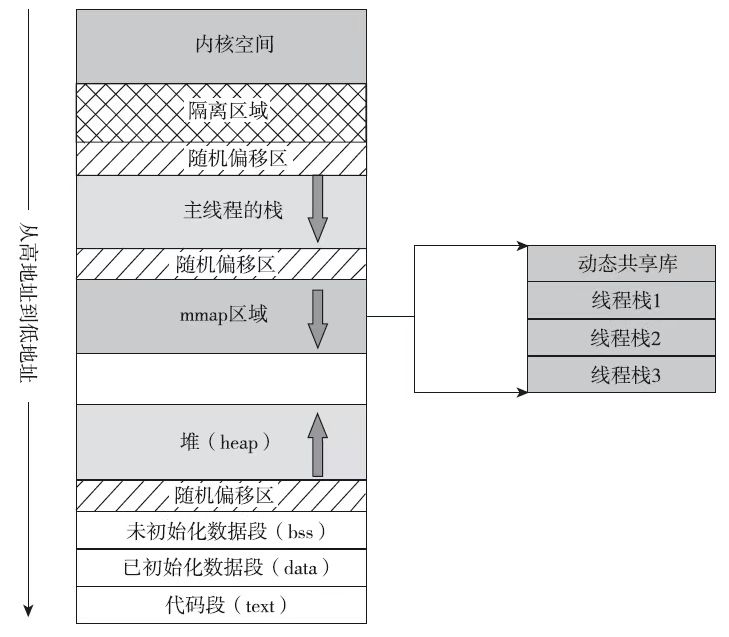 内核空间
隔离区域
随机偏移区
主线程的栈
随机偏移区
mmap区域
堆（heap）
随机偏移区
未初始化数据段（bss）
已初始化数据段（data）
代码段（text）
从高地址到低地址
动态共享库
线程栈1
线程栈2
线程栈3